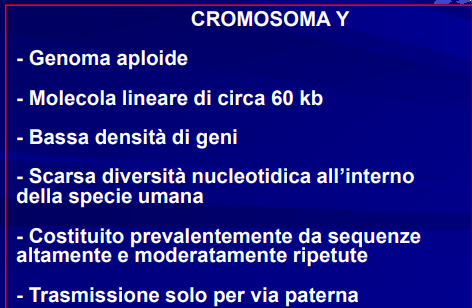 CROMOSOMA Y
- Genoma aploide
- Molecola lineare di circa 60 kb
- Bassa densità di geni
- Scarsa diversità nucleotidica all'interno
della specie umana
- Costituito prevalentemente da sequenze
altamente e moderatamente ripetute
- Trasmissione solo per via paterna